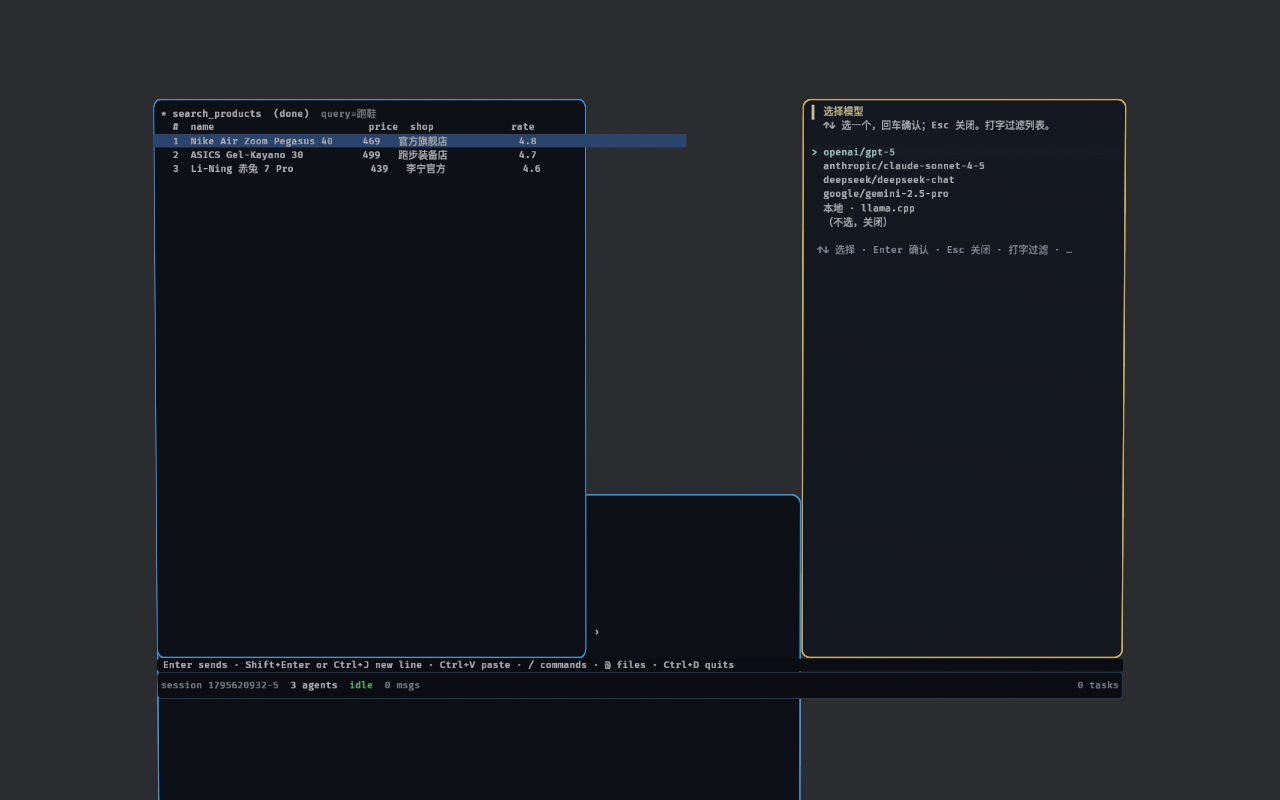 * search_products (done) query=跑鞋
# name price shop rate
1 Nike Air Zoom Pegasus 40 469 官方旗舰店 4.8
2 ASICS Gel-Kayano 30 499 跑步装备店 4.7
3 Li-Ning 赤兔 7 Pro 439 李宁官方 4.6
选择模型
↑↓ 选一个，回车确认；Esc 关闭。打字过滤列表。
> openai/gpt-5
anthropic/claude-sonnet-4-5
deepseek/deepseek-chat
google/gemini-2.5-pro
本地 · llama.cpp
（不选，关闭）
↑↓ 选择 · Enter 确认 · Esc 关闭 · 打字过滤 · …
›
Enter sends · Shift+Enter or Ctrl+J new line · Ctrl+V paste · / commands · @ files · Ctrl+D quits
session 1795620932-5 3 agents idle 0 msgs 0 tasks